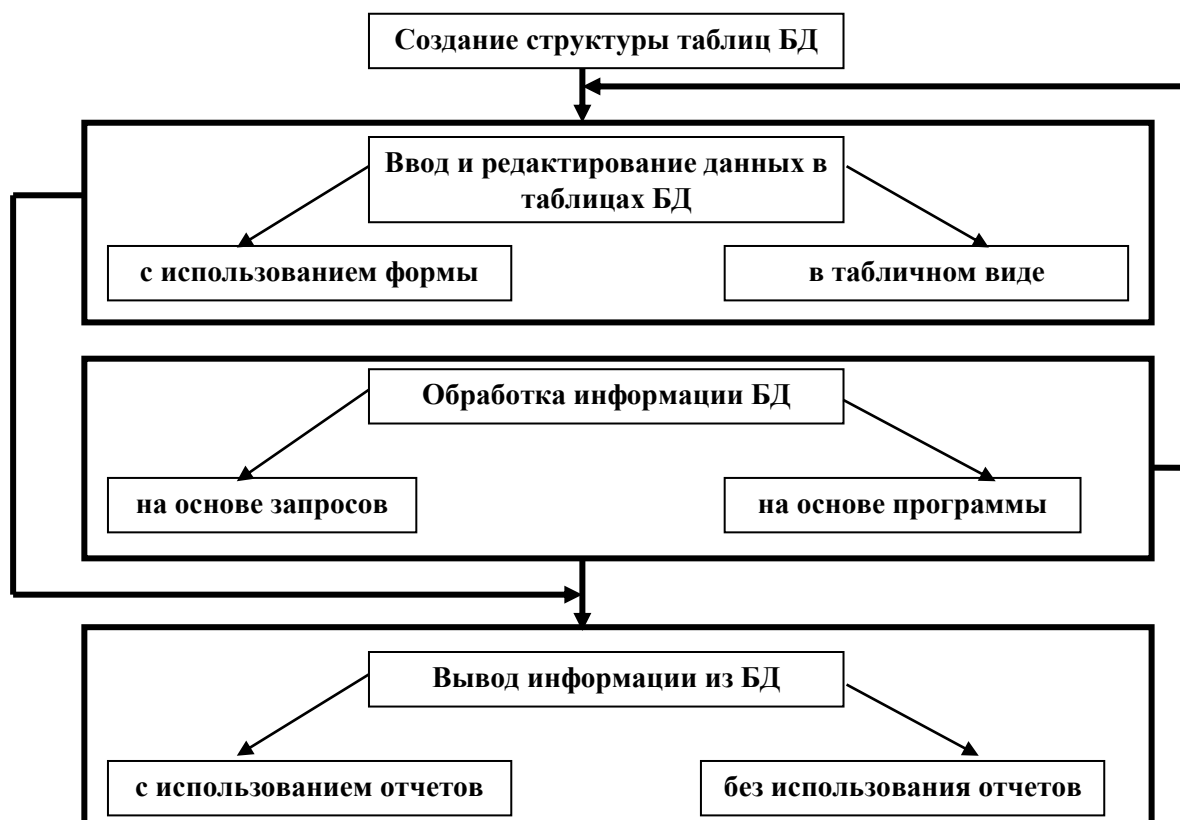 Создание структуры таблиц БД
Ввод и редактирование данных в
таблицах БД
с использованием формы
в табличном виде
Обработка информации БД
на основе запросов
на основе программы
Вывод информации из БД
с использованием отчетов
без использования отчетов